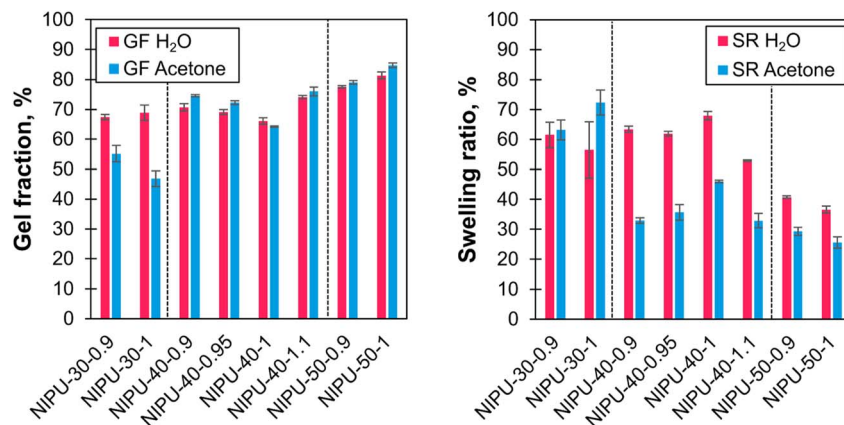 Gel fraction, %
100
90
80
70
60
50
40
30
20
10
0
GF H₂O
GF Acetone
NIPU-30-0.9
NIPU-30-1
NIPU-40-0.9
NIPU-40-0.95
NIPU-40-1
NIPU-40-1.1
NIPU-50-0.9
NIPU-50-1
Swelling ratio, %
100
90
80
70
60
50
40
30
20
10
0
SR H₂O
SR Acetone
NIPU-30-0.9
NIPU-30-1
NIPU-40-0.9
NIPU-40-0.95
NIPU-40-1
NIPU-40-1.1
NIPU-50-0.9
NIPU-50-1